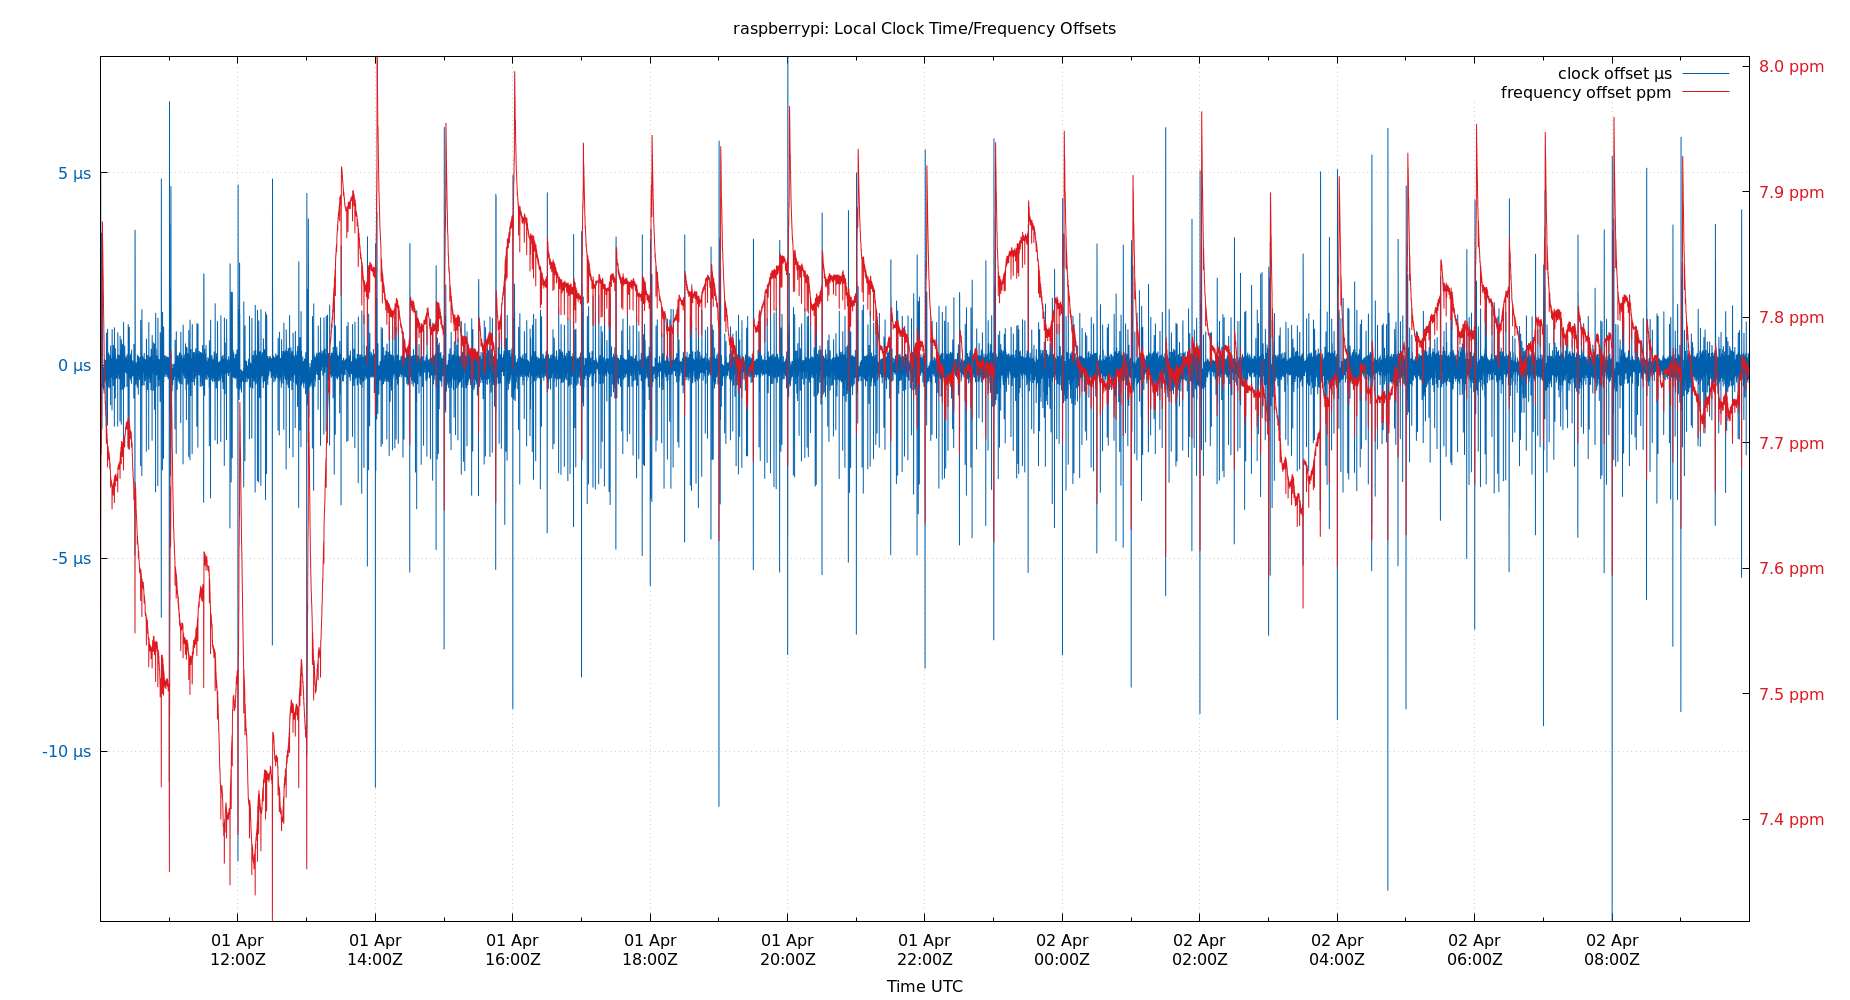 raspberrypi: Local Clock Time/Frequency Offsets
clock offset µs
frequency offset ppm
5 µs
0 µs
-5 µs
-10 µs
8.0 ppm
7.9 ppm
7.8 ppm
7.7 ppm
7.6 ppm
7.5 ppm
7.4 ppm
01 Apr 01 Apr 01 Apr 01 Apr 01 Apr 01 Apr 02 Apr 02 Apr 02 Apr 02 Apr 02 Apr
12:00Z 14:00Z 16:00Z 18:00Z 20:00Z 22:00Z 00:00Z 02:00Z 04:00Z 06:00Z 08:00Z
Time UTC